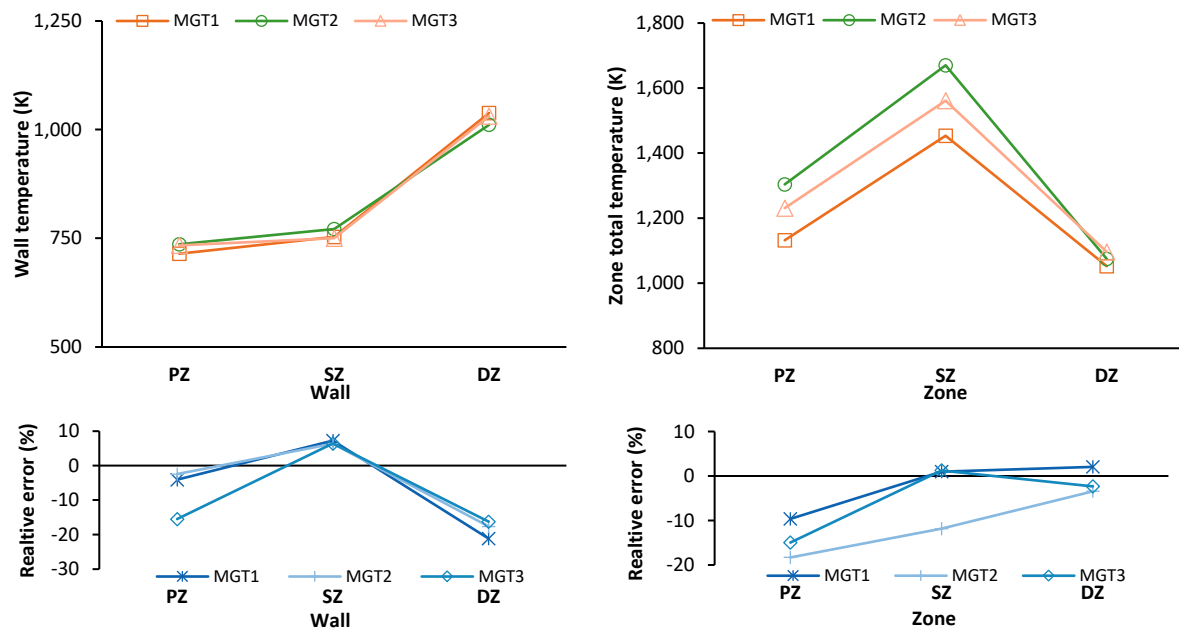 MGT1 MGT2 MGT3
Wall temperature (K)
1,250
1,000
750
500
PZ SZ DZ
Wall
MGT1 MGT2 MGT3
Zone total temperature (K)
1,800
1,600
1,400
1,200
1,000
800
PZ SZ DZ
Zone
Realtive error (%)
10
0
-10
-20
-30
MGT1 MGT2 MGT3
PZ SZ DZ
Wall
Realtive error (%)
10
0
-10
-20
MGT1 MGT2 MGT3
PZ SZ DZ
Zone